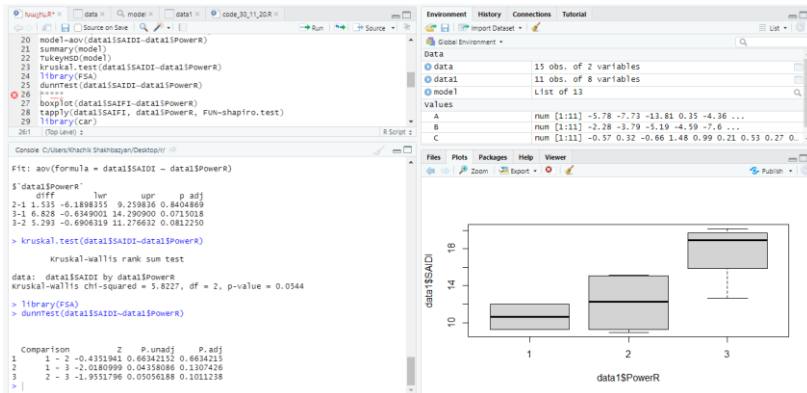 data
model
data1
code_30_11_20.R
Source on Save
Run
Source
20 model~aov(data1$SAIDI~data1$PowerR)
21 summary(model)
22 TukeyHSD(model)
23 kruskal.test(data1$SAIDI~data1$PowerR)
24 library(FSA)
25 dunnTest(data1$SAIDI~data1$PowerR)
26 =====
27 boxplot(data1$SAIFI~data1$PowerR)
28 tapply(data1$SAIFI, data1$PowerR, FUN=shapiro.test)
29 library(car)
26:1 (Top Level) R Script
Console C:/Users/Khachik Shakhbazyan/Desktop/r/
Fit: aov(formula = data1$SAIDI ~ data1$PowerR)
$`data1$PowerR`
diff lwr upr p adj
2-1 1.535 -6.1898355 9.259836 0.8404869
3-1 6.828 -0.6349001 14.290900 0.0715018
3-2 5.293 -0.6906319 11.276632 0.0812250
> kruskal.test(data1$SAIDI~data1$PowerR)
Kruskal-Wallis rank sum test
data: data1$SAIDI by data1$PowerR
Kruskal-Wallis chi-squared = 5.8227, df = 2, p-value = 0.0544
> library(FSA)
> dunnTest(data1$SAIDI~data1$PowerR)
Comparison Z P.unadj P.adj
1 1 - 2 -0.4351941 0.66342152 0.6634215
2 1 - 3 -2.0180999 0.04358086 0.1307426
3 2 - 3 -1.9551796 0.05056188 0.1011238
>
Environment History Connections Tutorial
Import Dataset List
Global Environment
Data
data 15 obs. of 2 variables
data1 11 obs. of 8 variables
model List of 13
Values
A num [1:11] -5.78 -7.73 -13.81 0.35 -4.36 ...
B num [1:11] -2.28 -3.79 -5.19 -4.59 -7.6 ...
C num [1:11] -0.57 0.32 -0.66 1.48 0.99 0.21 0.53 0.27 0..
Files Plots Packages Help Viewer
Zoom Export Publish
data1$SAIDI
18
14
10
1 2 3
data1$PowerR